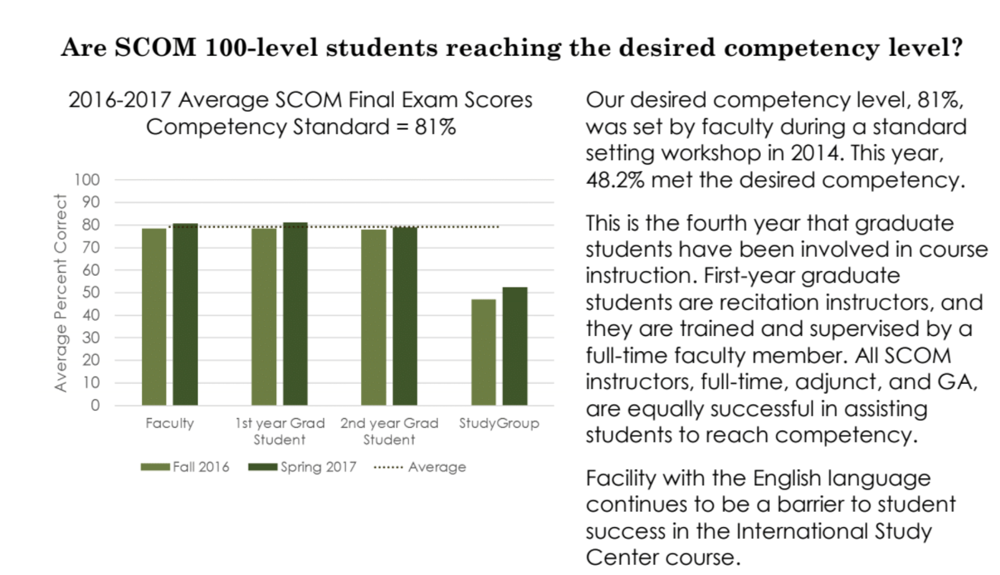 Are SCOM 100-level students reaching the desired competency level?
2016-2017 Average SCOM Final Exam Scores
Competency Standard = 81%
100
90
80
70
60
50
40
30
20
10
0
Average Percent Correct
Faculty
1st year Grad
Student
2nd year Grad
Student
StudyGroup
Fall 2016
Spring 2017
Average
Our desired competency level, 81%,
was set by faculty during a standard
setting workshop in 2014. This year,
48.2% met the desired competency.
This is the fourth year that graduate
students have been involved in course
instruction. First-year graduate
students are recitation instructors, and
they are trained and supervised by a
full-time faculty member. All SCOM
instructors, full-time, adjunct, and GA,
are equally successful in assisting
students to reach competency.
Facility with the English language
continues to be a barrier to student
success in the International Study
Center course.